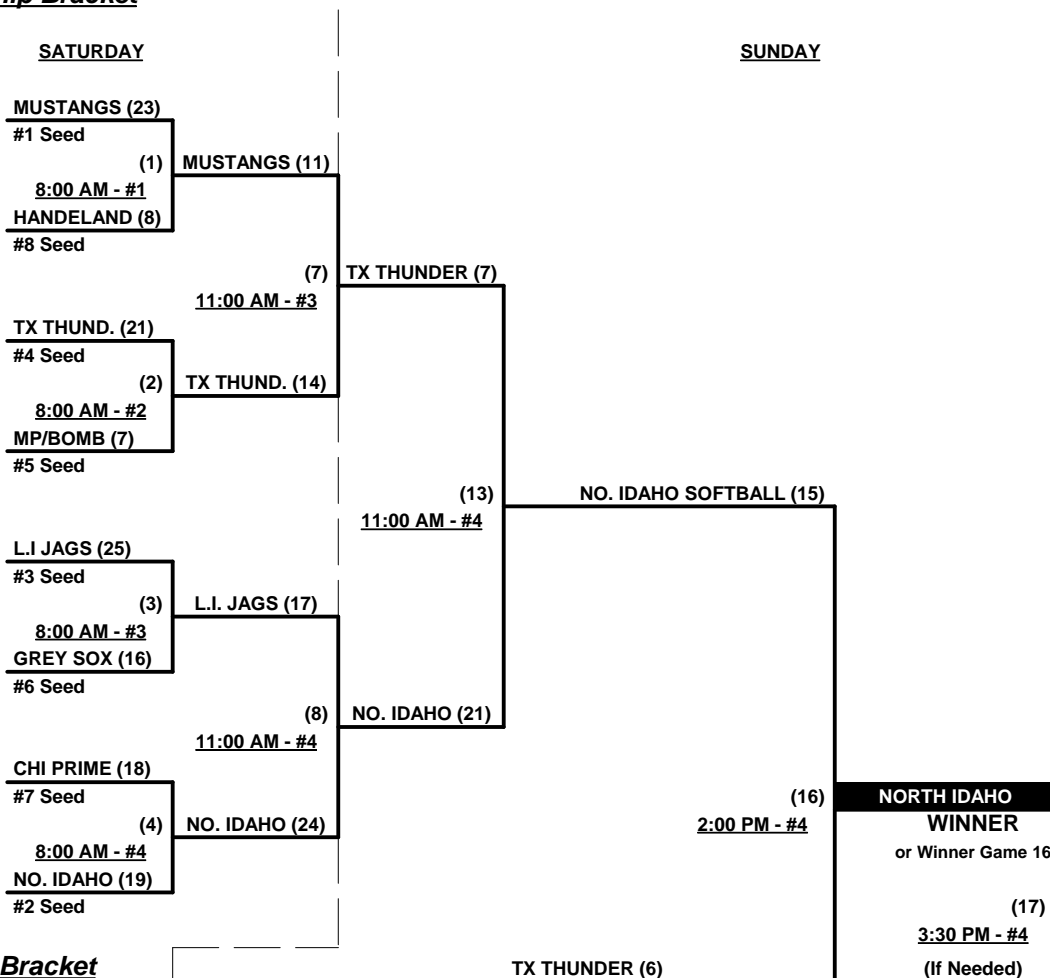 SATURDAY
SUNDAY
MUSTANGS (23)
#1 Seed
(1)
MUSTANGS (11)
8:00 AM - #1
HANDELAND (8)
#8 Seed
(7)
TX THUNDER (7)
11:00 AM - #3
TX THUND. (21)
#4 Seed
(2)
TX THUND. (14)
8:00 AM - #2
MP/BOMB (7)
#5 Seed
(13)
NO. IDAHO SOFTBALL (15)
11:00 AM - #4
L.I JAGS (25)
#3 Seed
(3)
L.I. JAGS (17)
8:00 AM - #3
GREY SOX (16)
#6 Seed
(8)
NO. IDAHO (21)
11:00 AM - #4
CHI PRIME (18)
#7 Seed
(16)
NORTH IDAHO
(4)
NO. IDAHO (24)
2:00 PM - #4
WINNER
8:00 AM - #4
or Winner Game 16
NO. IDAHO (19)
#2 Seed
(17)
3:30 PM - #4
Bracket
TX THUNDER (6)
(If Needed)